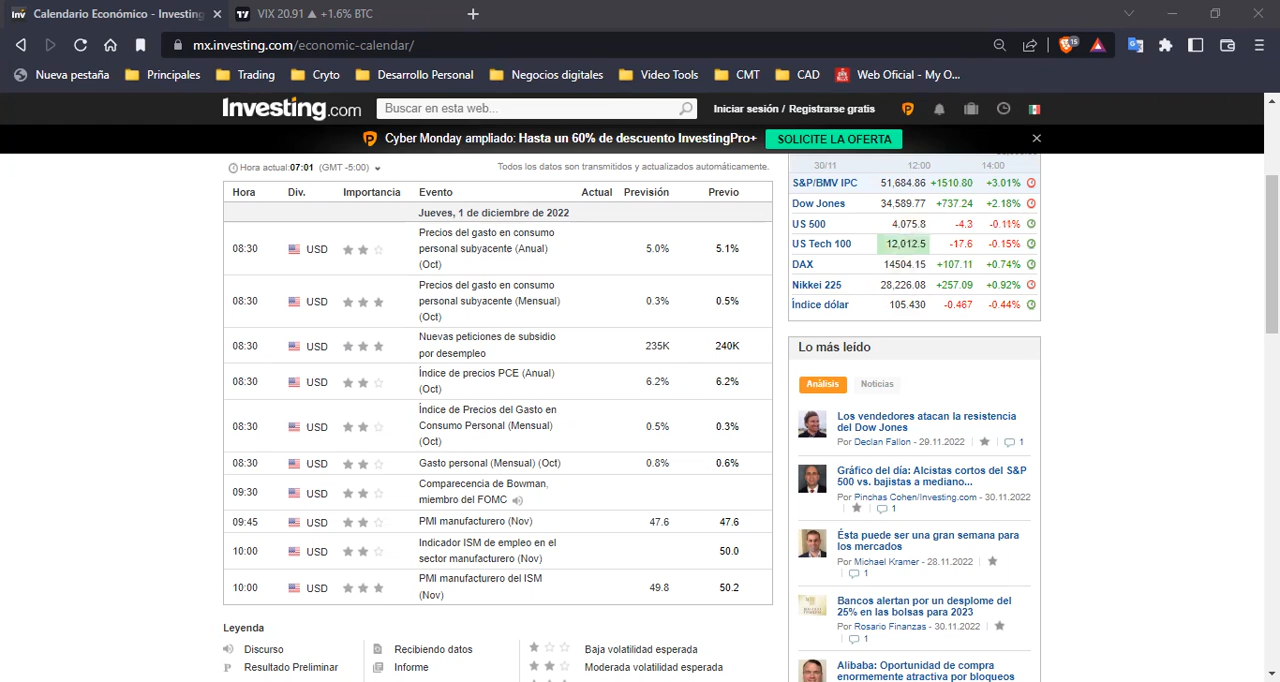 Calendario Económico - Investing
VIX 20.91 ▲ +1.6% BTC
mx.investing.com/economic-calendar/
15
Nueva pestaña Principales Trading Cryto Desarrollo Personal Negocios digitales Video Tools CMT CAD Web Oficial - My O...
Investing.com
Buscar en esta web...
Iniciar sesión / Registrarse gratis
Cyber Monday ampliado: Hasta un 60% de descuento InvestingPro+ SOLICITE LA OFERTA
Hora actual:07:01 (GMT -5:00)
Todos los datos son transmitidos y actualizados automáticamente.
Hora Div. Importancia Evento Actual Previsión Previo
Jueves, 1 de diciembre de 2022
Precios del gasto en consumo
08:30 USD personal subyacente (Anual) 5.0% 5.1%
(Oct)
Precios del gasto en consumo
08:30 USD personal subyacente (Mensual) 0.3% 0.5%
(Oct)
Nuevas peticiones de subsidio
08:30 USD 235K 240K
por desempleo
Índice de precios PCE (Anual)
08:30 USD 6.2% 6.2%
(Oct)
Índice de Precios del Gasto en
08:30 USD Consumo Personal (Mensual) 0.5% 0.3%
(Oct)
08:30 USD Gasto personal (Mensual) (Oct) 0.8% 0.6%
Comparecencia de Bowman,
09:30 USD
miembro del FOMC
09:45 USD PMI manufacturero (Nov) 47.6 47.6
Indicador ISM de empleo en el
10:00 USD 50.0
sector manufacturero (Nov)
PMI manufacturero del ISM
10:00 USD 49.8 50.2
(Nov)
Leyenda
Discurso Recibiendo datos Baja volatilidad esperada
P Resultado Preliminar Informe Moderada volatilidad esperada
30/11 12:00 14:00
S&P/BMV IPC 51,684.86 +1510.80 +3.01%
Dow Jones 34,589.77 +737.24 +2.18%
US 500 4.075.8 -4.3 -0.11%
US Tech 100 12,012.5 -17.6 -0.15%
DAX 14504.15 +107.11 +0.74%
Nikkei 225 28,226.08 +257.09 +0.92%
Índice dólar 105.430 -0.467 -0.44%
Lo más leído
Análisis Noticias
Los vendedores atacan la resistencia
del Dow Jones
Por Declan Fallon - 29.11.2022 1
Gráfico del día: Alcistas cortos del S&P
500 vs. bajistas a mediano...
Por Pinchas Cohen/Investing.com - 30.11.2022
1
Ésta puede ser una gran semana para
los mercados
Por Michael Kramer - 28.11.2022
1
Bancos alertan por un desplome del
25% en las bolsas para 2023
Por Rosario Finanzas - 30.11.2022
1
Alibaba: Oportunidad de compra
enormemente atractiva por bloqueos